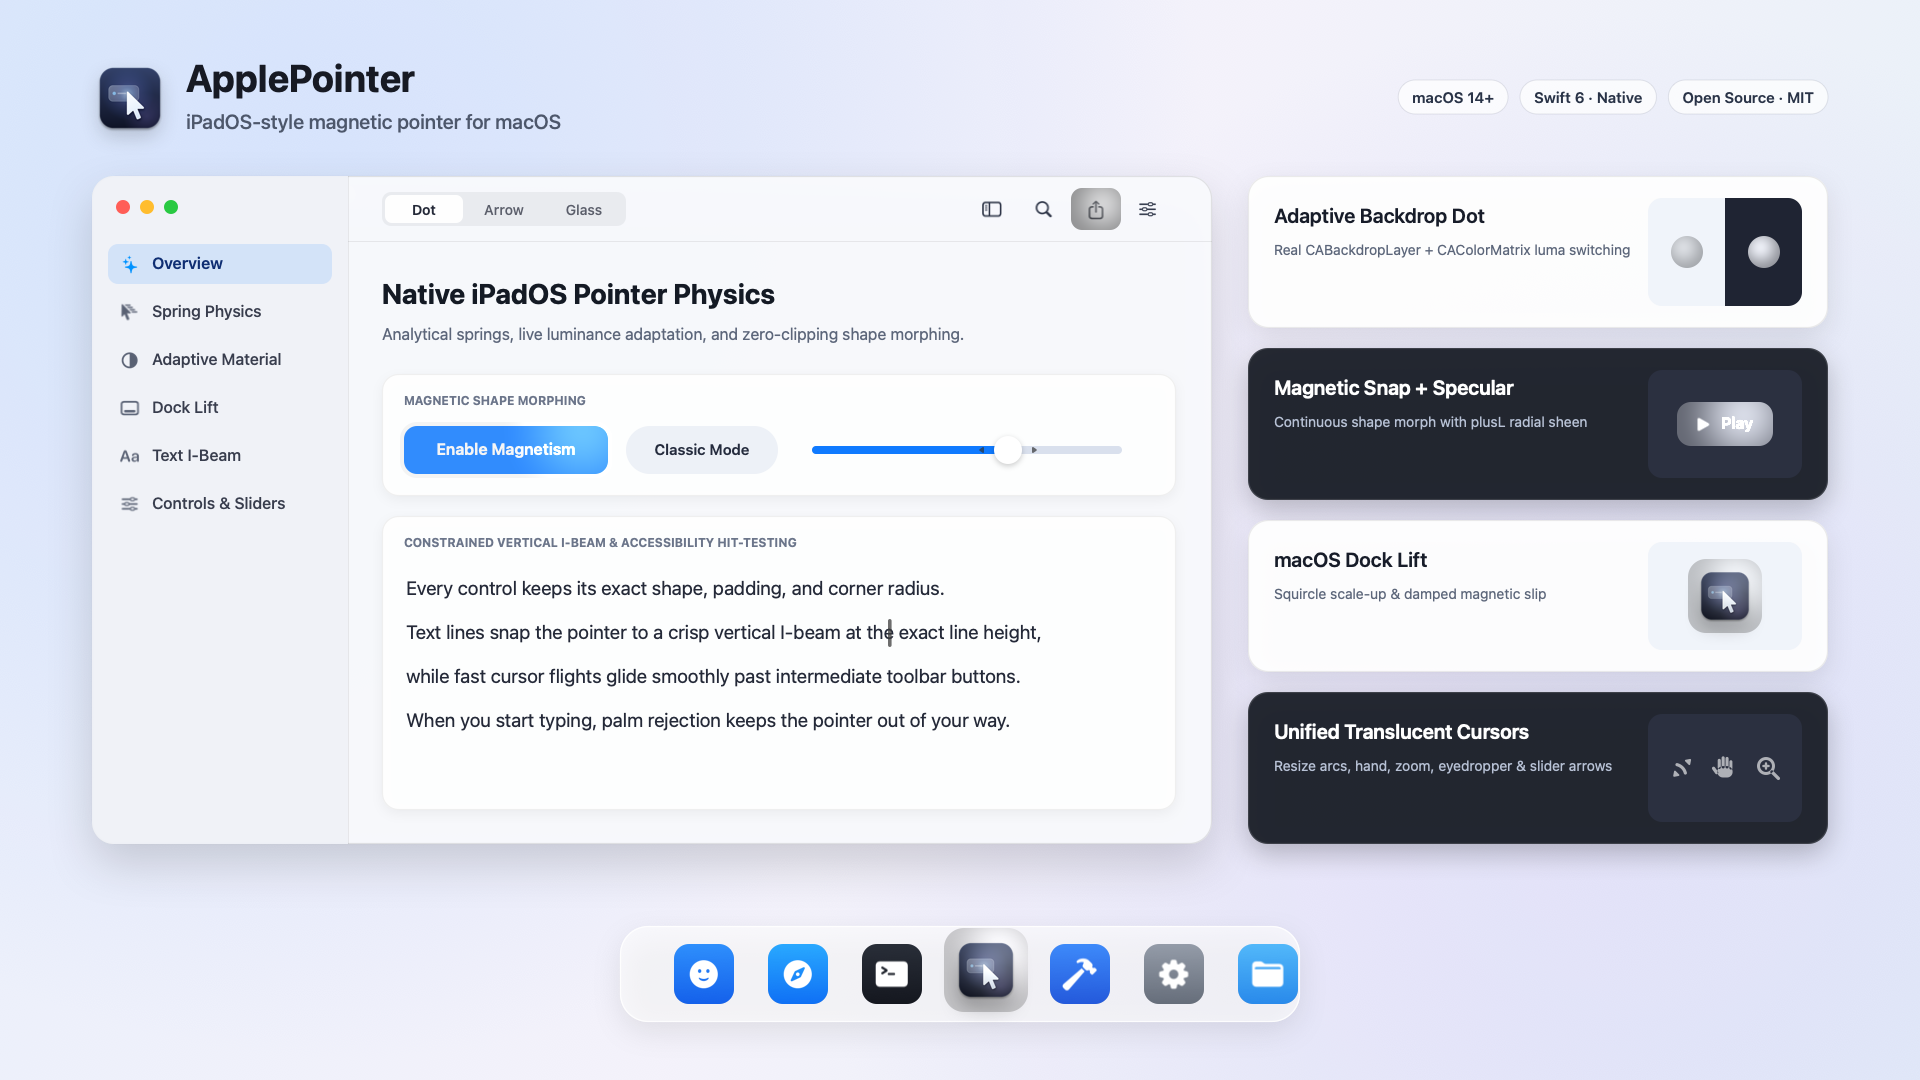 ApplePointer
iPadOS-style magnetic pointer for macOS
macOS 14+
Swift 6 · Native
Open Source · MIT
Overview
Spring Physics
Adaptive Material
Dock Lift
Aa Text I-Beam
Controls & Sliders
Dot
Arrow
Glass
Native iPadOS Pointer Physics
Analytical springs, live luminance adaptation, and zero-clipping shape morphing.
MAGNETIC SHAPE MORPHING
Enable Magnetism
Classic Mode
CONSTRAINED VERTICAL I-BEAM & ACCESSIBILITY HIT-TESTING
Every control keeps its exact shape, padding, and corner radius.
Text lines snap the pointer to a crisp vertical I-beam at the exact line height,
while fast cursor flights glide smoothly past intermediate toolbar buttons.
When you start typing, palm rejection keeps the pointer out of your way.
Adaptive Backdrop Dot
Real CABackdropLayer + CAColorMatrix luma switching
Magnetic Snap + Specular
Continuous shape morph with plusL radial sheen
Play
macOS Dock Lift
Squircle scale-up & damped magnetic slip
Unified Translucent Cursors
Resize arcs, hand, zoom, eyedropper & slider arrows